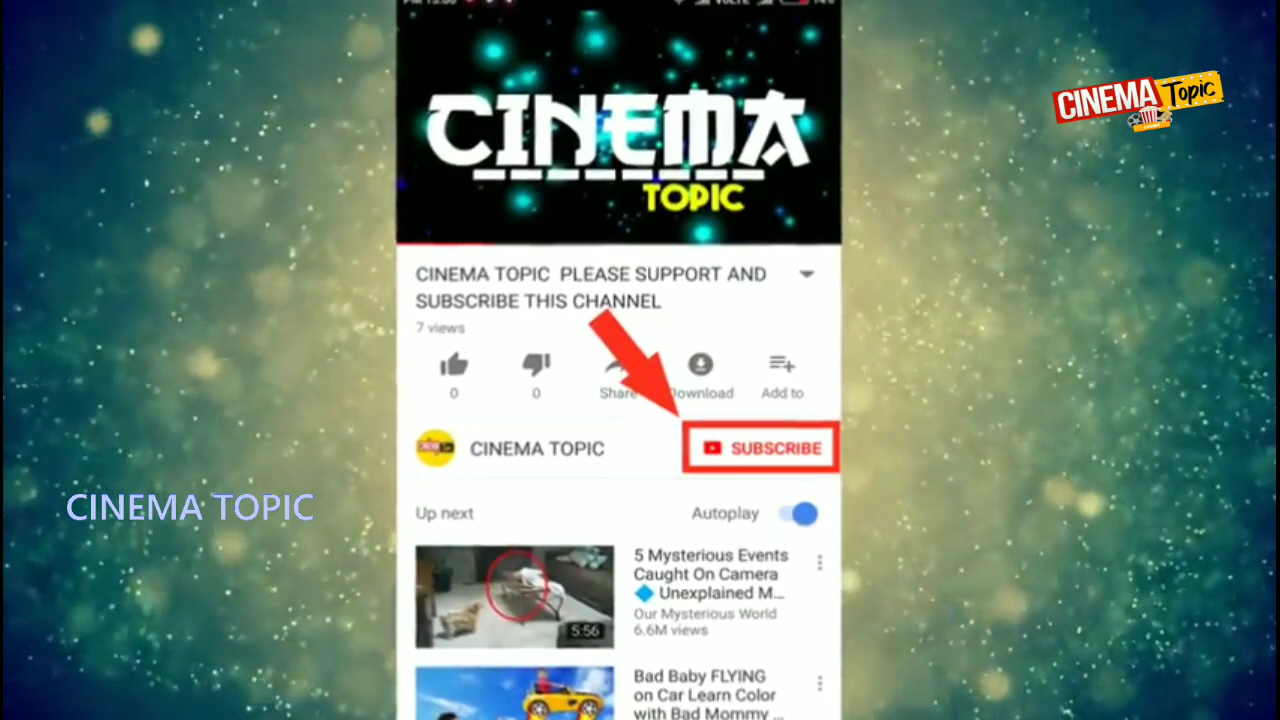 CINEMA
TOPIC
CINEMA
Topic
CINEMA TOPIC PLEASE SUPPORT AND
SUBSCRIBE THIS CHANNEL
7 views
0
0
Share
Download
Add to
CINEMA TOPIC
SUBSCRIBE
CINEMA TOPIC
Up next
Autoplay
5 Mysterious Events
Caught On Camera
🔷 Unexplained M...
Our Mysterious World
6.6M views
5:56
Bad Baby FLYING
on Car Learn Color
with Bad Mommy ...